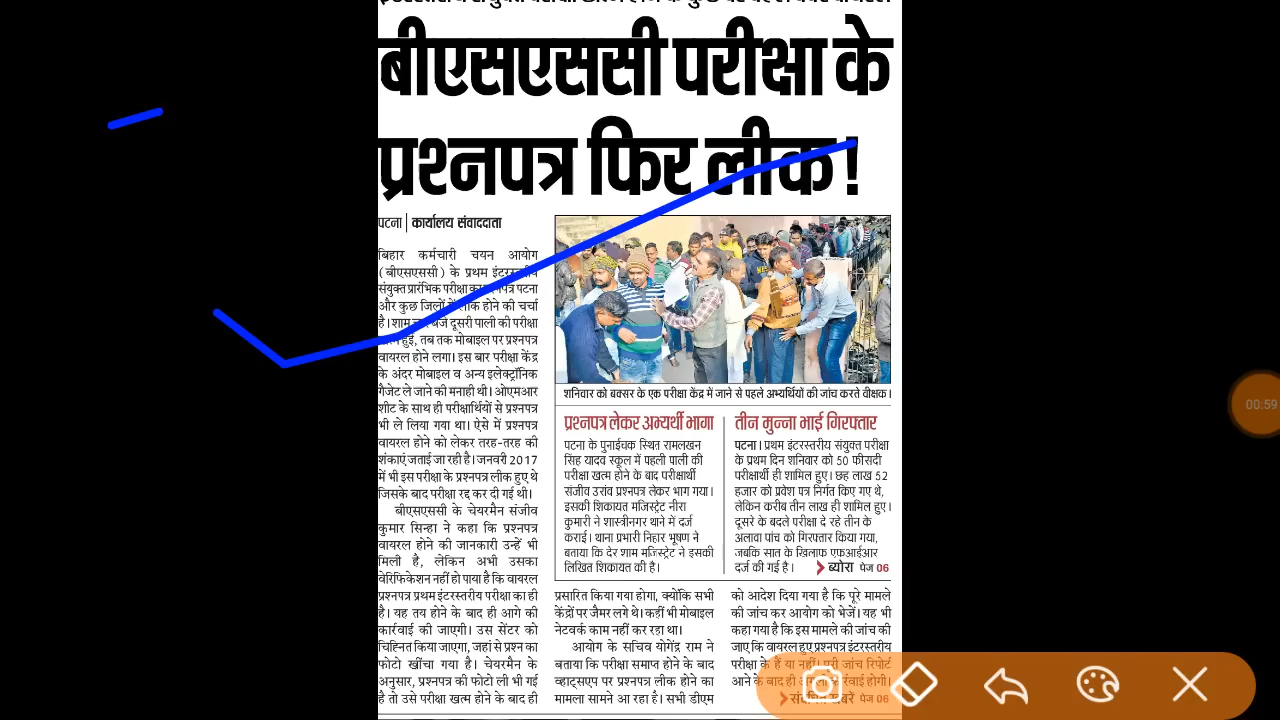 बीएसएससी परीक्षा के
प्रश्नपत्र फिर लीक!
पटना | कार्यालय संवाददाता
बिहार कर्मचारी चयन आयोग
(बीएसएससी) के प्रथम इंटरस्तरीय
संयुक्त प्रारंभिक परीक्षा का प्रश्नपत्र पटना
और कुछ जिलों में लीक होने की चर्चा
है। शाम बजे दूसरी पाली की परीक्षा
हुई, तब तक मोबाइल पर प्रश्नपत्र
वायरल होने लगा। इस बार परीक्षा केंद्र
के अंदर मोबाइल व अन्य इलेक्ट्रॉनिक
गैजेट ले जाने की मनाही थी। ओएमआर
शीट के साथ ही परीक्षार्थियों से प्रश्नपत्र
भी ले लिया गया था। ऐसे में प्रश्नपत्र
वायरल होने को लेकर तरह-तरह की
शंकाएं जताई जा रही है। जनवरी 2017
में भी इस परीक्षा के प्रश्नपत्र लीक हुए थे
जिसके बाद परीक्षा रद्द कर दी गई थी।
बीएसएससी के चेयरमैन संजीव
कुमार सिन्हा ने कहा कि प्रश्नपत्र
वायरल होने की जानकारी उन्हें भी
मिली है, लेकिन अभी उसका
वेरिफिकेशन नहीं हो पाया है कि वायरल
प्रश्नपत्र प्रथम इंटरस्तरीय परीक्षा का ही
है। यह तय होने के बाद ही आगे की
कार्रवाई की जाएगी। उस सेंटर को
चिह्नित किया जाएगा, जहां से प्रश्न का
फोटो खींचा गया है। चेयरमैन के
अनुसार, प्रश्नपत्र की फोटो ली भी गई
है तो उसे परीक्षा खत्म होने के बाद ही
शनिवार को बक्सर के एक परीक्षा केंद्र में जाने से पहले अभ्यर्थियों की जांच करते वीक्षक।
प्रश्नपत्र लेकर अभ्यर्थी भागा
पटना के पुनाईचक स्थित रामलखन
सिंह यादव स्कूल में पहली पाली की
परीक्षा खत्म होने के बाद परीक्षार्थी
संजीव उरांव प्रश्नपत्र लेकर भाग गया।
इसकी शिकायत मजिस्ट्रेट नीरा
कुमारी ने शास्त्रीनगर थाने में दर्ज
कराई। थाना प्रभारी निहार भूषण ने
बताया कि देर शाम मजिस्ट्रेट ने इसकी
लिखित शिकायत की है।
तीन मुन्ना भाई गिरफ्तार
पटना। प्रथम इंटरस्तरीय संयुक्त परीक्षा
के प्रथम दिन शनिवार को 50 फीसदी
परीक्षार्थी ही शामिल हुए। छह लाख 52
हजार को प्रवेश पत्र निर्गत किए गए थे,
लेकिन करीब तीन लाख ही शामिल हुए।
दूसरे के बदले परीक्षा दे रहे तीन के
अलावा पांच को गिरफ्तार किया गया,
जबकि सात के खिलाफ एफआईआर
दर्ज की गई है। ब्योरा पेज 06
प्रसारित किया गया होगा, क्योंकि सभी
केंद्रों पर जैमर लगे थे। कहीं भी मोबाइल
नेटवर्क काम नहीं कर रहा था।
आयोग के सचिव योगेंद्र राम ने
बताया कि परीक्षा समाप्त होने के बाद
व्हाट्सएप पर प्रश्नपत्र लीक होने का
मामला सामने आ रहा है। सभी डीएम
को आदेश दिया गया है कि पूरे मामले
की जांच कर आयोग को भेजें। यह भी
कहा गया है कि इस मामले की जांच की
जाए कि वायरल हुए प्रश्नपत्र इंटरस्तरीय
परीक्षा के हैं या नहीं। पूरी जांच रिपोर्ट
आने के बाद ही कार्रवाई होगी।
संबंधित खबरें पेज 06
00:59